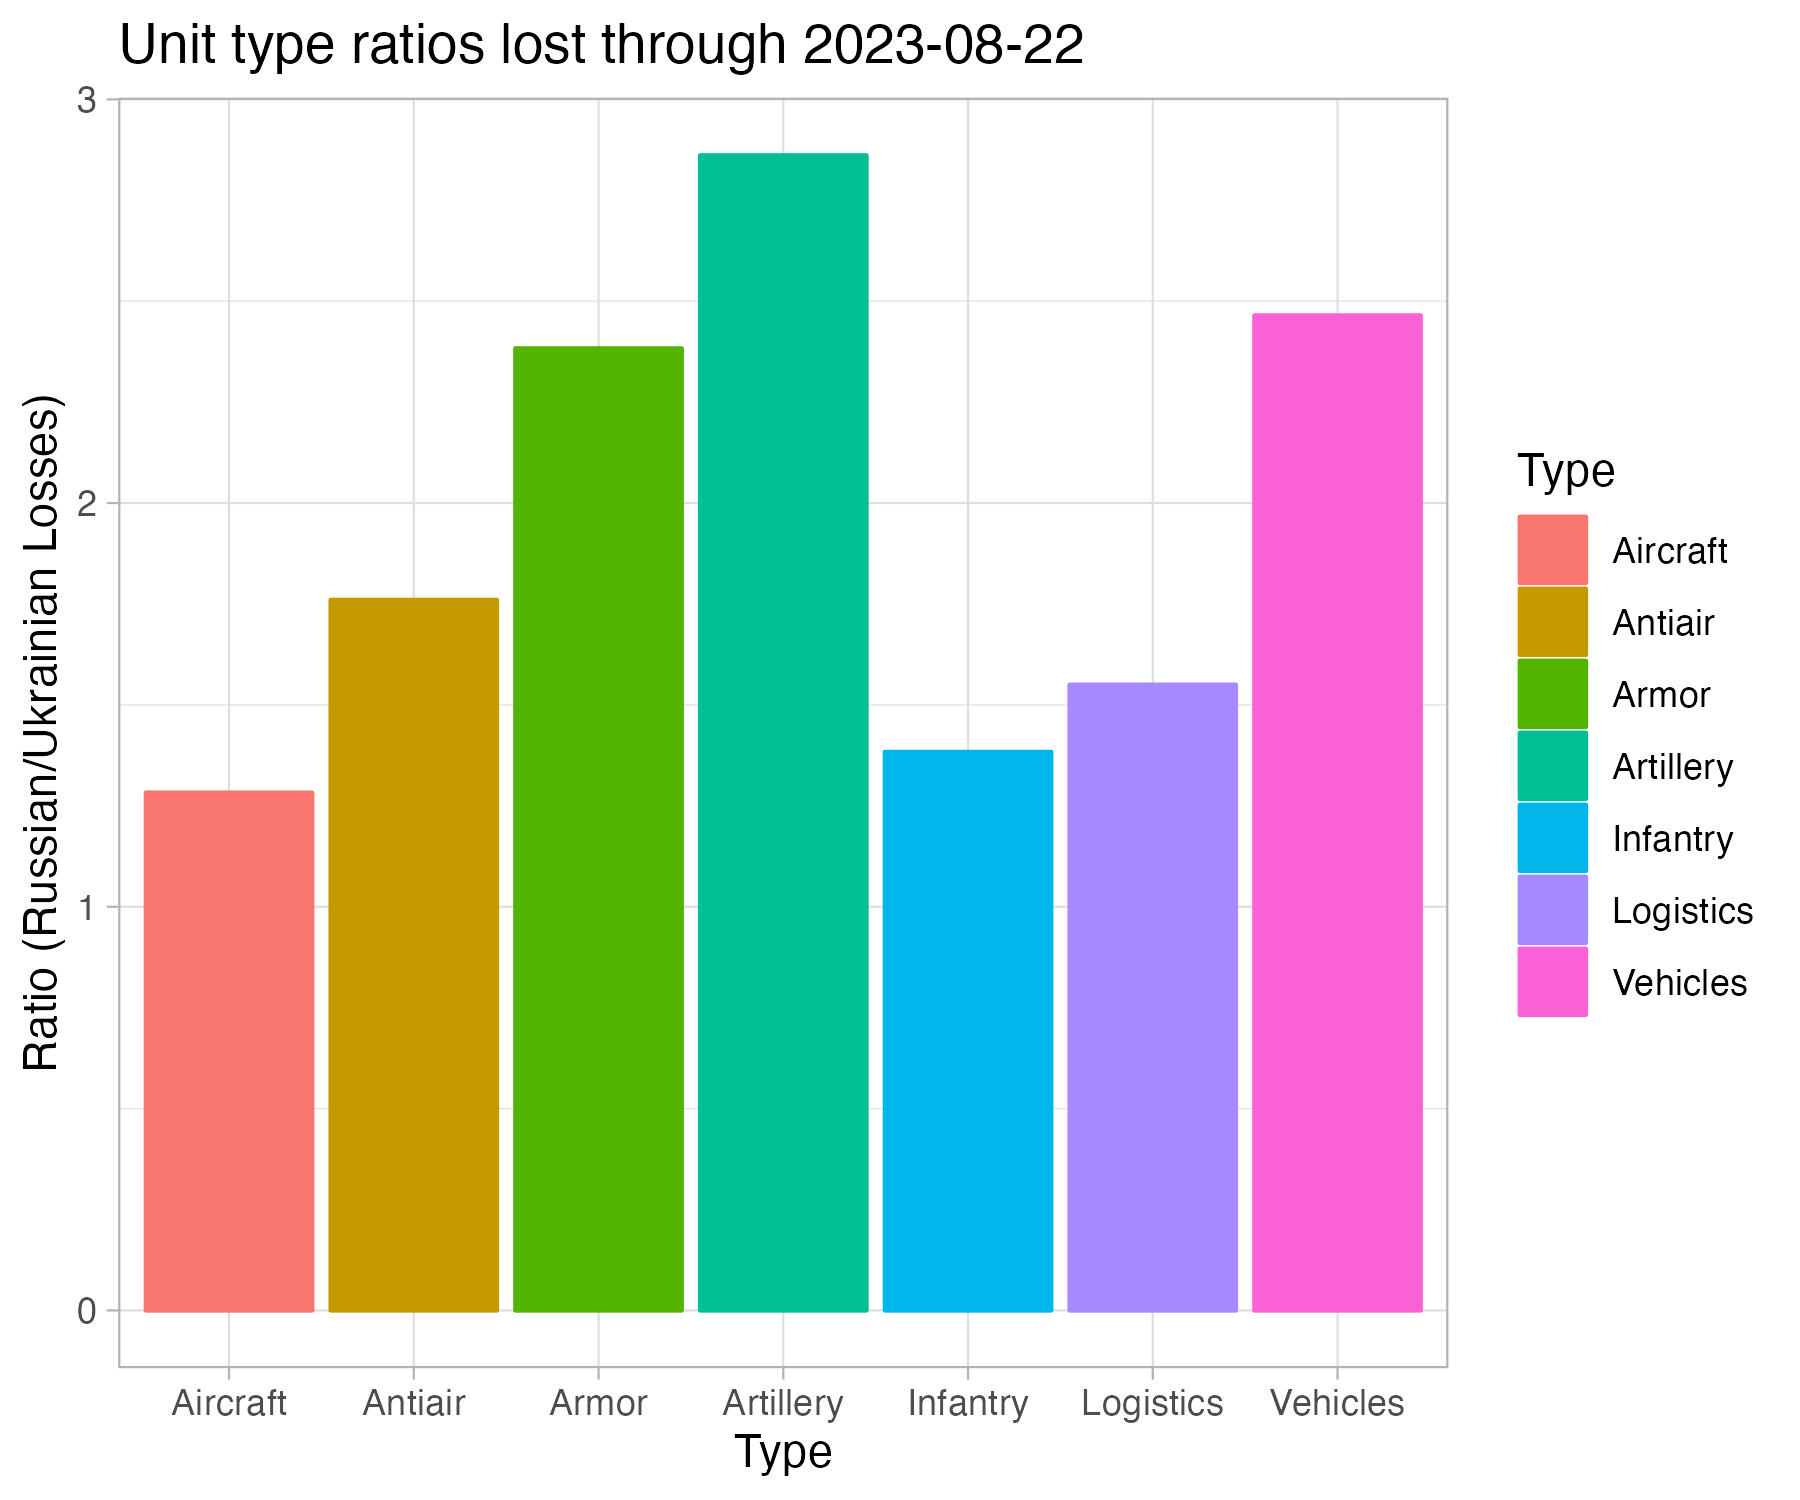 Unit type ratios lost through 2023-08-22
Ratio (Russian/Ukrainian Losses)
3
2
1
0
Aircraft
Antiair
Armor
Artillery
Infantry
Logistics
Vehicles
Type
Type
Aircraft
Antiair
Armor
Artillery
Infantry
Logistics
Vehicles